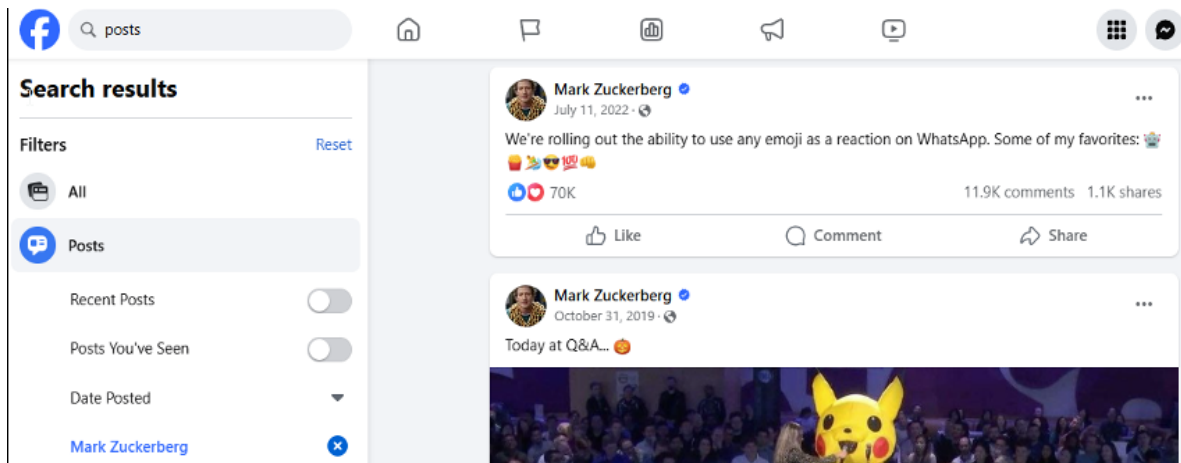 posts
Search results
Filters
Reset
All
Posts
Recent Posts
Posts You've Seen
Date Posted
Mark Zuckerberg
Mark Zuckerberg
July 11, 2022 ·
We're rolling out the ability to use any emoji as a reaction on WhatsApp. Some of my favorites: 🤖
🍟🏄😎💯👊
70K
11.9K comments 1.1K shares
Like
Comment
Share
Mark Zuckerberg
October 31, 2019 ·
Today at Q&A... 🎃